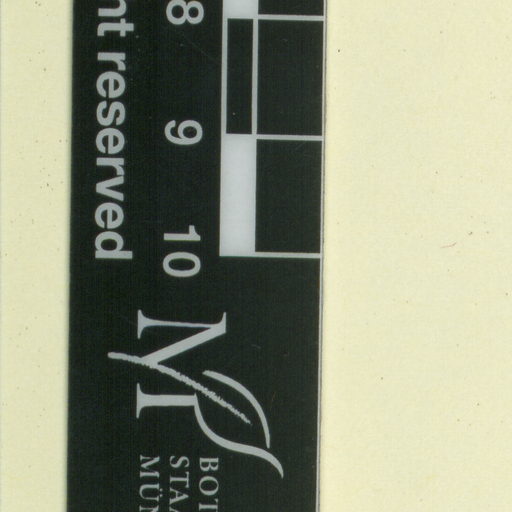 nt reserved
8 9 10
M
BOT
STAA
MÜN